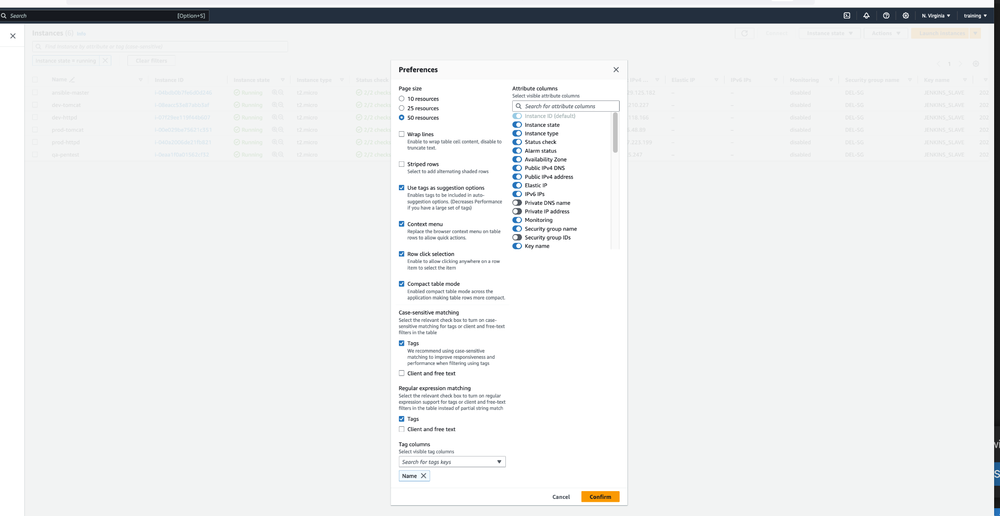 Search [Option+S] N. Virginia ▼ training ▼
Instances (6) Info Connect Instance state ▼ Actions ▼ Launch instances ▼
Find Instance by attribute or tag (case-sensitive)
Instance state = running Clear filters
1
Name Instance ID Instance state Instance type Status check IPv4 ... Elastic IP IPv6 IPs Monitoring Security group name Key name
ansible-master i-04bdb0b7fe6d0d246 Running t2.micro 2/2 checks 29.125.182 – – disabled DEL-SG JENKINS_SLAVE 202
dev-tomcat i-08eacc53e87abb3af Running t2.micro 2/2 checks 210.227 – – disabled DEL-SG JENKINS_SLAVE 202
dev-httpd i-07f29ee119f44b607 Running t2.micro 2/2 checks 118.166 – – disabled DEL-SG JENKINS_SLAVE 202
prod-tomcat i-00e029be75621c351 Running t2.micro 2/2 checks .48.89 – – disabled DEL-SG JENKINS_SLAVE 202
prod-httpd i-040a2006de21fb821 Running t2.micro 2/2 checks 7.223.199 – – disabled DEL-SG JENKINS_SLAVE 202
qa-pentest i-0eaa1f0a01562cf32 Running t2.micro 2/2 checks 5.247 – – disabled DEL-SG JENKINS_SLAVE 202
Preferences
Page size
10 resources
25 resources
50 resources
Wrap lines
Enable to wrap table cell content, disable to
truncate text.
Striped rows
Select to add alternating shaded rows
Use tags as suggestion options
Enables tags to be included in auto-
suggestion options. (Decreases Performance
if you have a large set of tags)
Context menu
Replace the browser context menu on table
rows to allow quick actions.
Row click selection
Enable to allow clicking anywhere on a row
item to select the item
Compact table mode
Enabled compact table mode across the
application making table rows more compact.
Case-sensitive matching
Select the relevant check box to turn on case-
sensitive matching for tags or client and free-text
filters in the table
Tags
We recommend using case-sensitive
matching to improve responsiveness and
performance when filtering using tags
Client and free text
Regular expression matching
Select the relevant check box to turn on regular
expression support for tags or client and free-text
filters in the table instead of partial string match
Tags
Client and free text
Tag columns
Select visible tag columns
Search for tags keys
Name
Attribute columns
Select visible attribute columns
Search for attribute columns
Instance ID (default)
Instance state
Instance type
Status check
Alarm status
Availability Zone
Public IPv4 DNS
Public IPv4 address
Elastic IP
IPv6 IPs
Private DNS name
Private IP address
Monitoring
Security group name
Security group IDs
Key name
Cancel Confirm